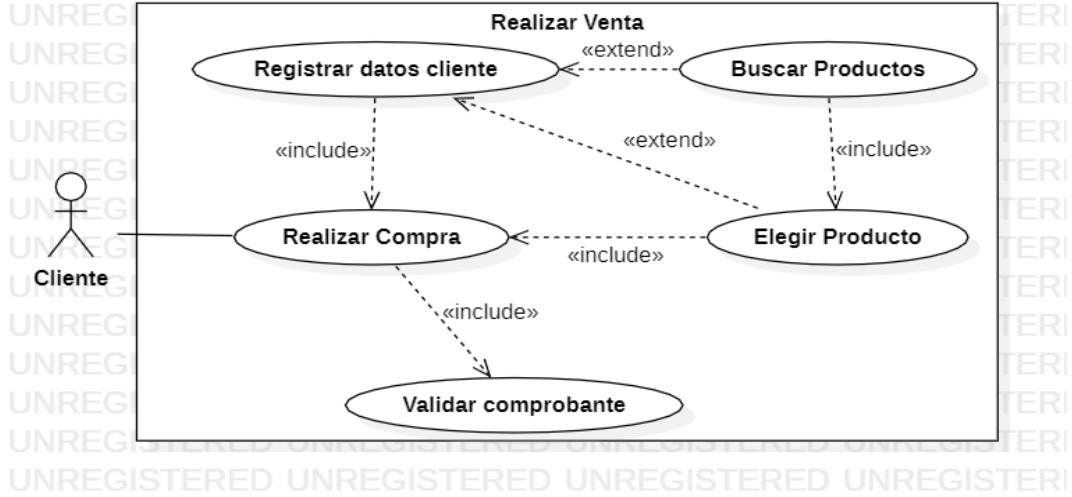 Realizar Venta
«extend»
Registrar datos cliente
Buscar Productos
«extend»
«include»
«include»
Realizar Compra
Elegir Producto
«include»
Cliente
«include»
Validar comprobante
UNREGISTERED UNREGISTERED UNREGISTERED